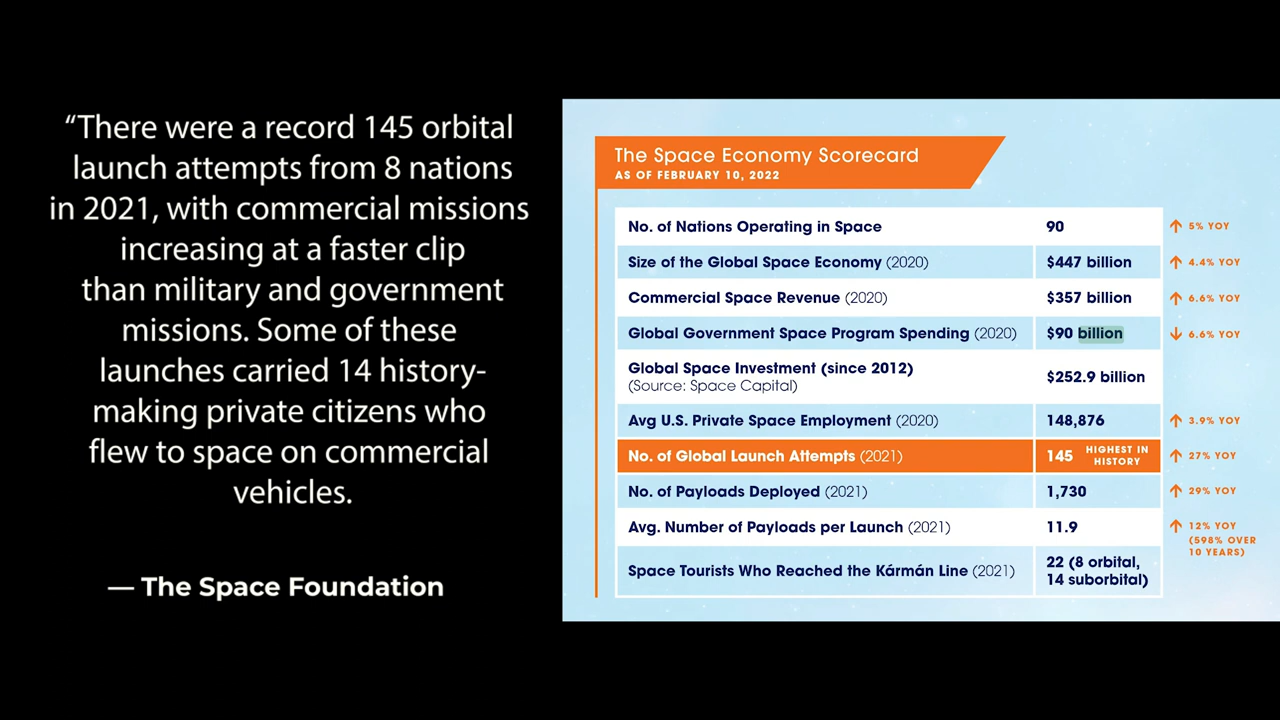 “There were a record 145 orbital
launch attempts from 8 nations
in 2021, with commercial missions
increasing at a faster clip
than military and government
missions. Some of these
launches carried 14 history-
making private citizens who
flew to space on commercial
vehicles.
— The Space Foundation
The Space Economy Scorecard
AS OF FEBRUARY 10, 2022
No. of Nations Operating in Space 90 ↑ 5% YOY
Size of the Global Space Economy (2020) $447 billion ↑ 4.4% YOY
Commercial Space Revenue (2020) $357 billion ↑ 6.6% YOY
Global Government Space Program Spending (2020) $90 billion ↓ 6.6% YOY
Global Space Investment (since 2012)
(Source: Space Capital)
$252.9 billion
Avg U.S. Private Space Employment (2020) 148,876 ↑ 3.9% YOY
No. of Global Launch Attempts (2021) 145 HIGHEST IN
HISTORY
↑ 27% YOY
No. of Payloads Deployed (2021) 1,730 ↑ 29% YOY
Avg. Number of Payloads per Launch (2021) 11.9 ↑ 12% YOY
(598% OVER
10 YEARS)
Space Tourists Who Reached the Kármán Line (2021) 22 (8 orbital,
14 suborbital)